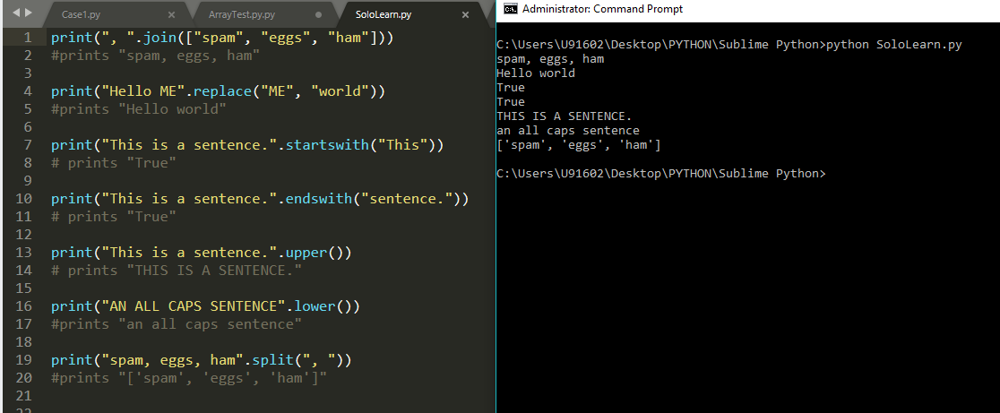 Case1.py
ArrayTest.py.py
SoloLearn.py
1 print(", ".join(["spam", "eggs", "ham"]))
2 #prints "spam, eggs, ham"
3
4 print("Hello ME".replace("ME", "world"))
5 #prints "Hello world"
6
7 print("This is a sentence.".startswith("This"))
8 # prints "True"
9
10 print("This is a sentence.".endswith("sentence."))
11 # prints "True"
12
13 print("This is a sentence.".upper())
14 # prints "THIS IS A SENTENCE."
15
16 print("AN ALL CAPS SENTENCE".lower())
17 #prints "an all caps sentence"
18
19 print("spam, eggs, ham".split(", "))
20 #prints "['spam', 'eggs', 'ham']"
21
Administrator: Command Prompt
C:\Users\U91602\Desktop\PYTHON\Sublime Python>python SoloLearn.py
spam, eggs, ham
Hello world
True
True
THIS IS A SENTENCE.
an all caps sentence
['spam', 'eggs', 'ham']
C:\Users\U91602\Desktop\PYTHON\Sublime Python>